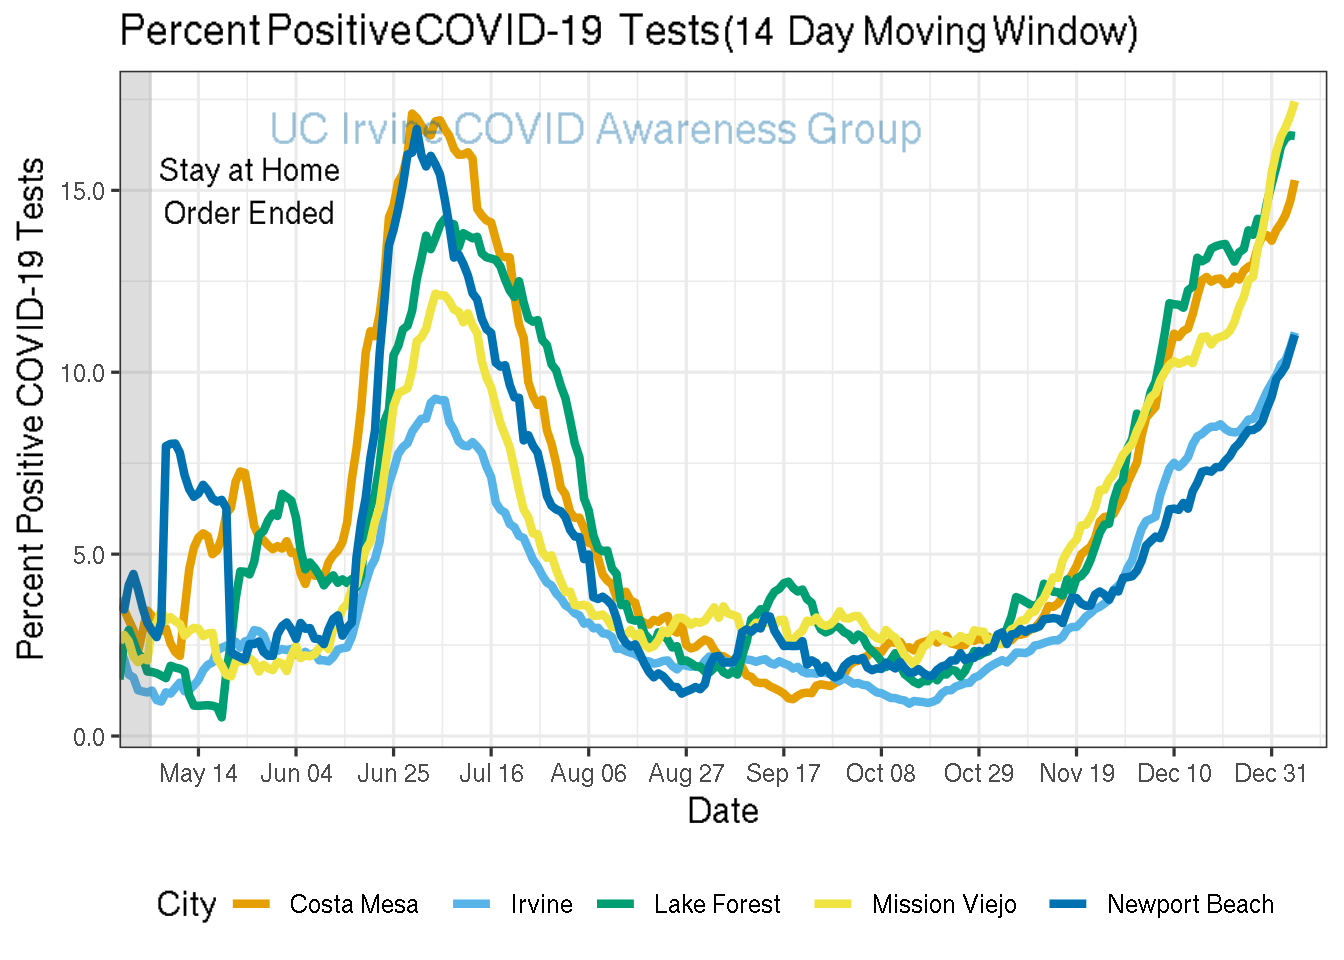 Percent Positive COVID-19 Tests (14 Day Moving Window)
UC Irvine COVID Awareness Group
Stay at Home
Order Ended
Percent Positive COVID-19 Tests
15.0
10.0
5.0
0.0
May 14 Jun 04 Jun 25 Jul 16 Aug 06 Aug 27 Sep 17 Oct 08 Oct 29 Nov 19 Dec 10 Dec 31
Date
City Costa Mesa Irvine Lake Forest Mission Viejo Newport Beach